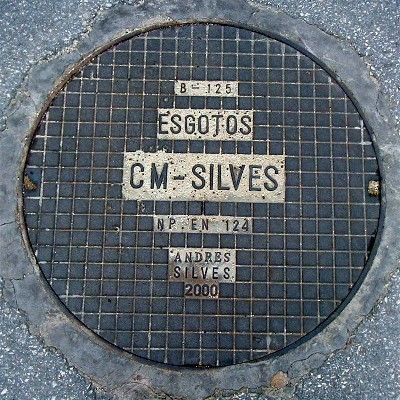 B-125
ESGOTOS
CM-SILVES
NP.EN 124
ANDRES
SILVES
2000